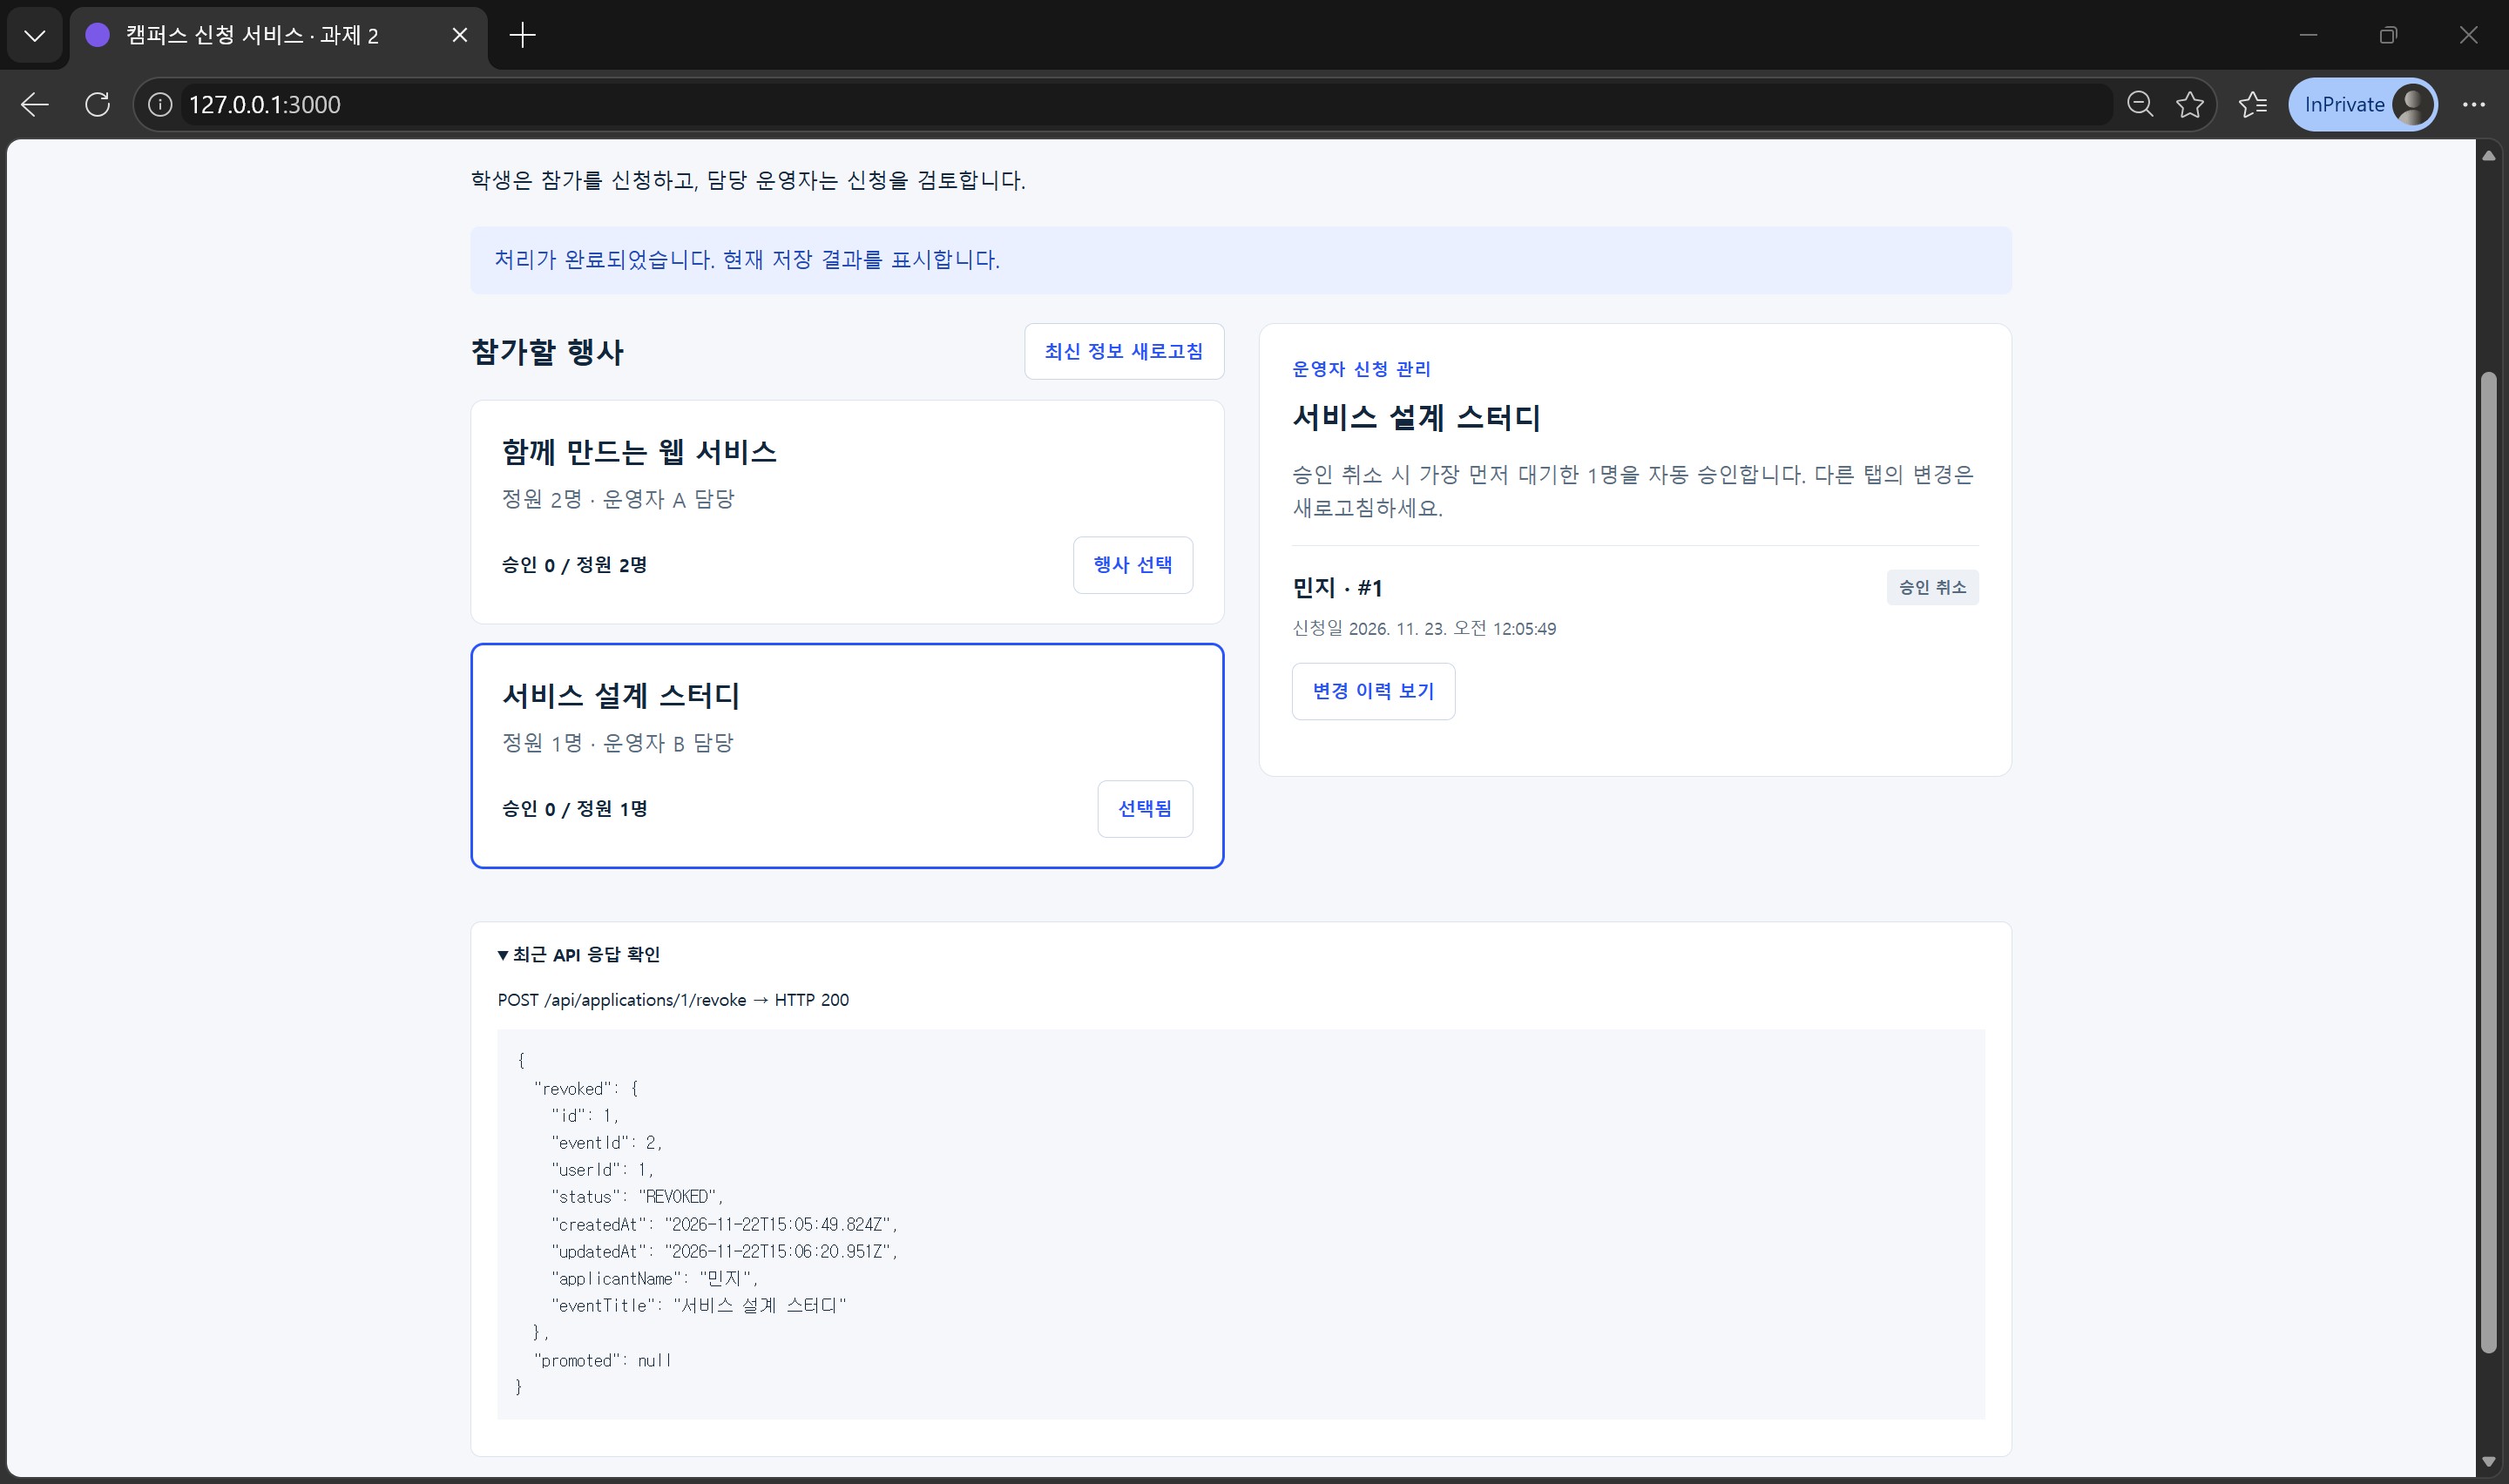 캠퍼스 신청 서비스 · 과제 2
127.0.0.1:3000
InPrivate
학생은 참가를 신청하고, 담당 운영자는 신청을 검토합니다.
처리가 완료되었습니다. 현재 저장 결과를 표시합니다.
참가할 행사
최신 정보 새로고침
함께 만드는 웹 서비스
정원 2명 · 운영자 A 담당
승인 0 / 정원 2명
행사 선택
서비스 설계 스터디
정원 1명 · 운영자 B 담당
승인 0 / 정원 1명
선택됨
운영자 신청 관리
서비스 설계 스터디
승인 취소 시 가장 먼저 대기한 1명을 자동 승인합니다. 다른 탭의 변경은
새로고침하세요.
민지 · #1
승인 취소
신청일 2026. 11. 23. 오전 12:05:49
변경 이력 보기
▼ 최근 API 응답 확인
POST /api/applications/1/revoke → HTTP 200
{
  "revoked": {
    "id": 1,
    "eventId": 2,
    "userId": 1,
    "status": "REVOKED",
    "createdAt": "2026-11-22T15:05:49.824Z",
    "updatedAt": "2026-11-22T15:06:20.951Z",
    "applicantName": "민지",
    "eventTitle": "서비스 설계 스터디"
  },
  "promoted": null
}